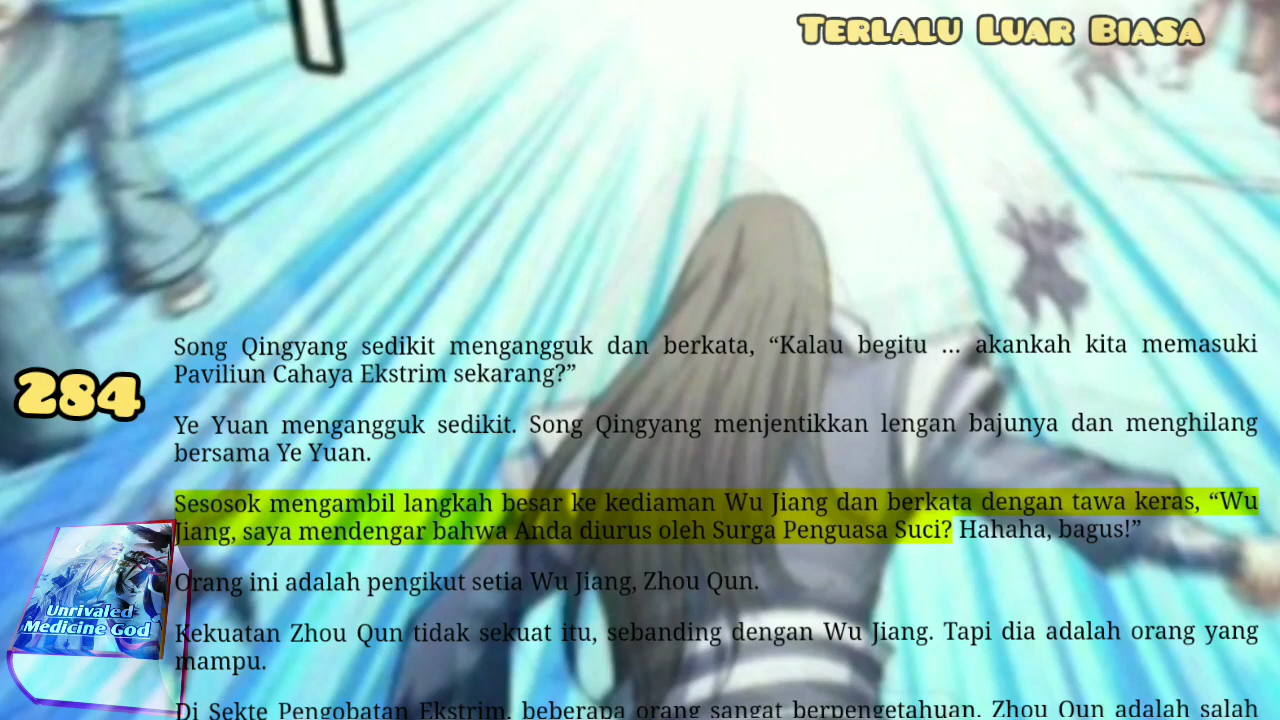 Terlalu Luar Biasa
Song Qingyang sedikit mengangguk dan berkata, “Kalau begitu ... akankah kita memasuki
Paviliun Cahaya Ekstrim sekarang?”
284
Ye Yuan mengangguk sedikit. Song Qingyang menjentikkan lengan bajunya dan menghilang
bersama Ye Yuan.
Sesosok mengambil langkah besar ke kediaman Wu Jiang dan berkata dengan tawa keras, “Wu
Jiang, saya mendengar bahwa Anda diurus oleh Surga Penguasa Suci? Hahaha, bagus!”
Orang ini adalah pengikut setia Wu Jiang, Zhou Qun.
Unrivaled
Medicine God
Kekuatan Zhou Qun tidak sekuat itu, sebanding dengan Wu Jiang. Tapi dia adalah orang yang
mampu.
Di Sekte Pengobatan Ekstrim, beberapa orang sangat berpengetahuan. Zhou Qun adalah salah